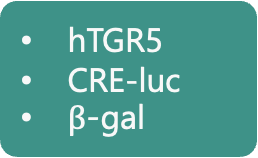 • hTGR5
• CRE-luc
• β-gal